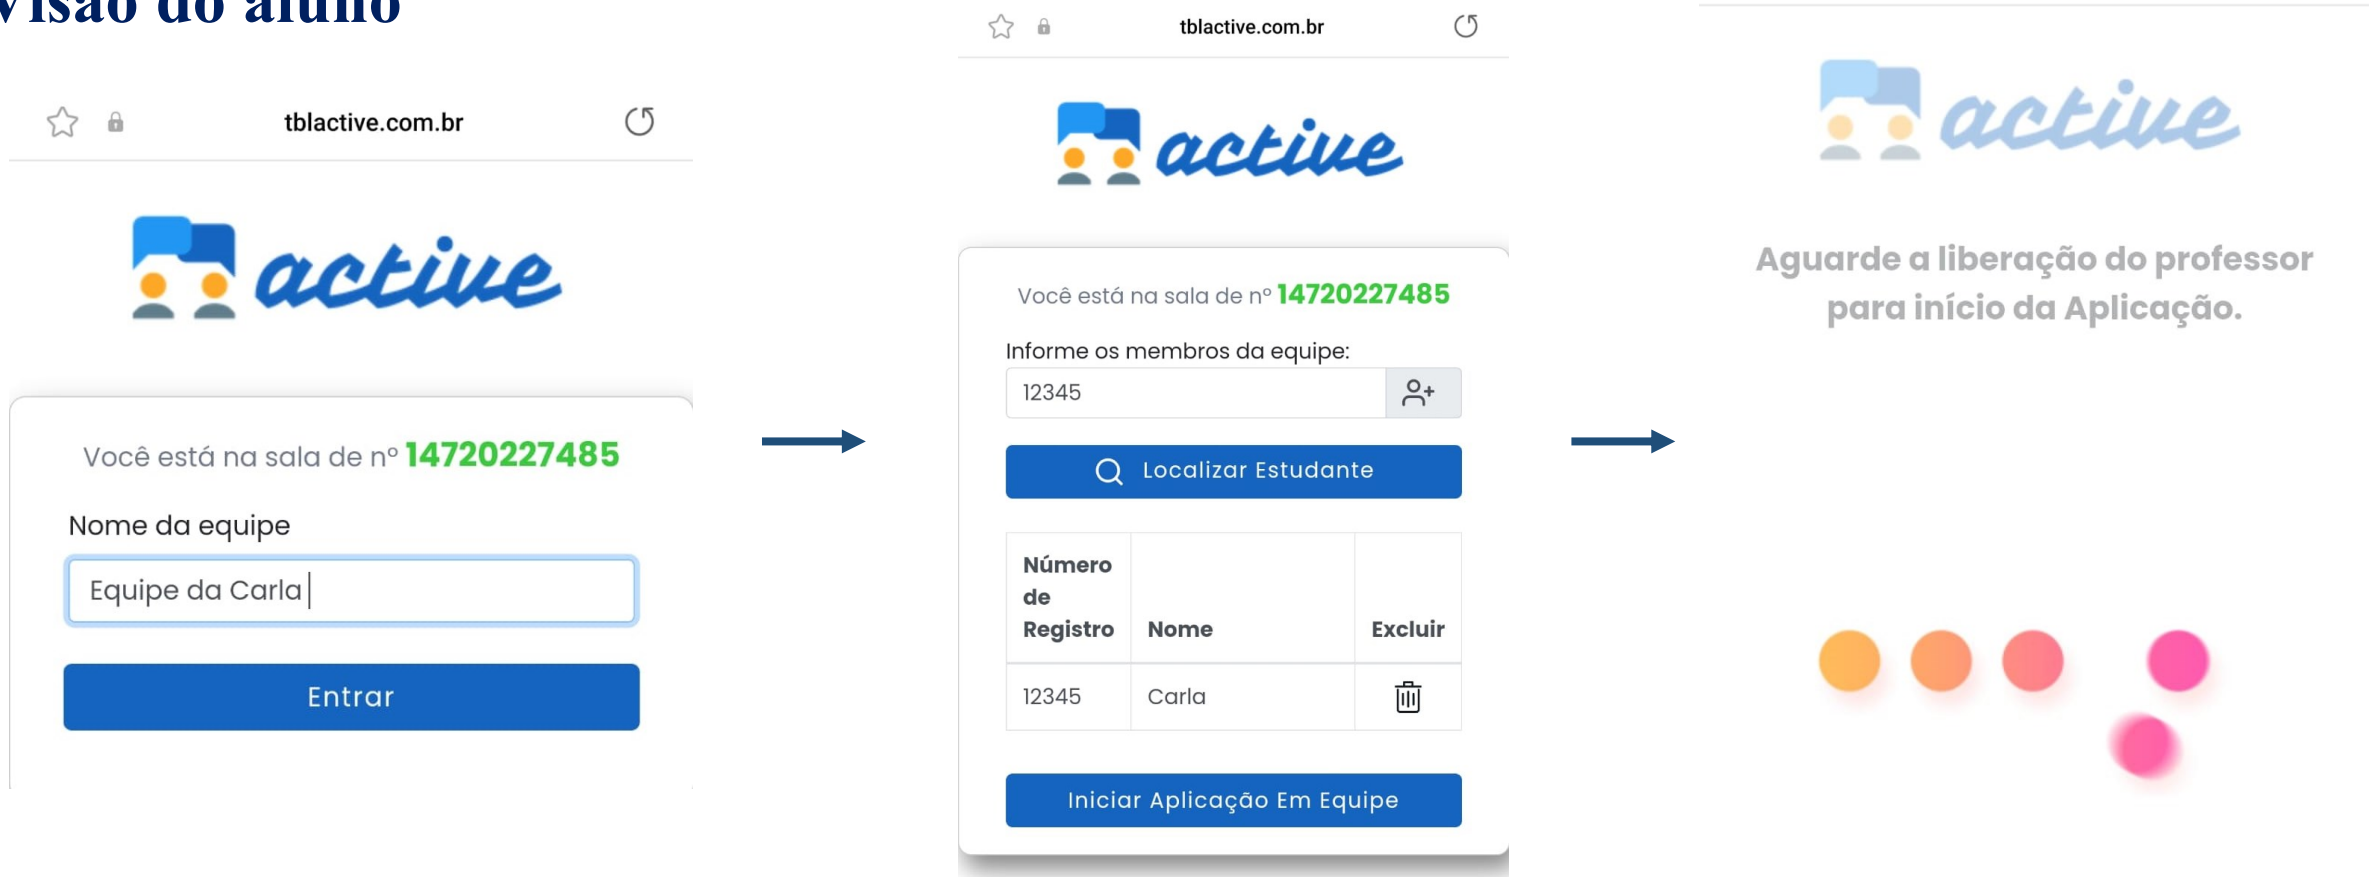 Visão do aluno
tblactive.com.br
active
Você está na sala de nº 14720227485
Nome da equipe
Equipe da Carla
Entrar
tblactive.com.br
active
Você está na sala de nº 14720227485
Informe os membros da equipe:
12345
Localizar Estudante
Número
de
Registro Nome Excluir
12345 Carla
Iniciar Aplicação Em Equipe
active
Aguarde a liberação do professor
para início da Aplicação.